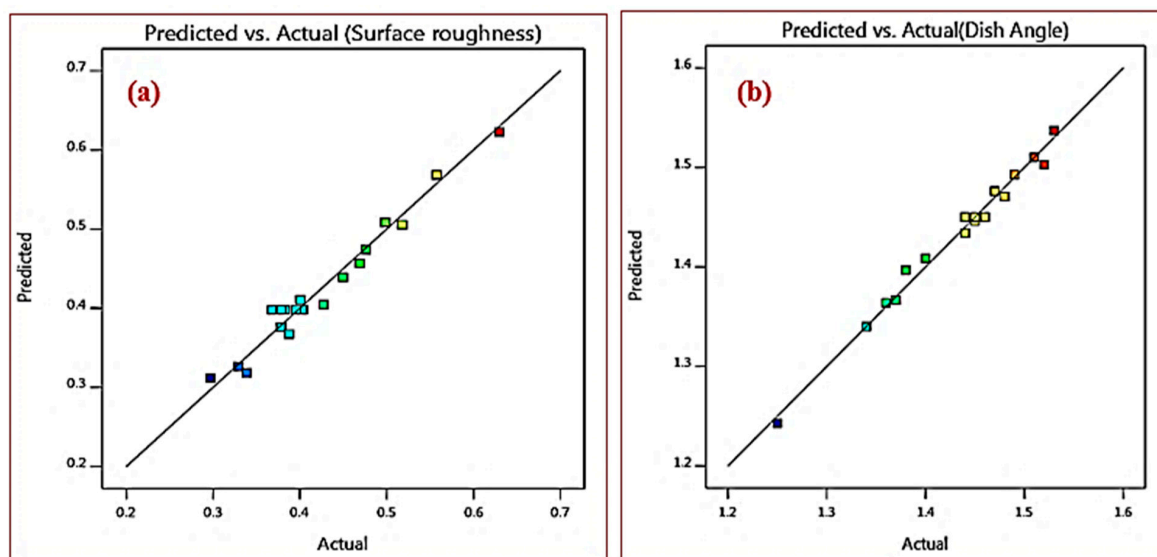 Predicted vs. Actual (Surface roughness)
(a)
Predicted
0.7
0.6
0.5
0.4
0.3
0.2
0.2 0.3 0.4 0.5 0.6 0.7
Actual
Predicted vs. Actual(Dish Angle)
(b)
Predicted
1.6
1.5
1.4
1.3
1.2
1.2 1.3 1.4 1.5 1.6
Actual